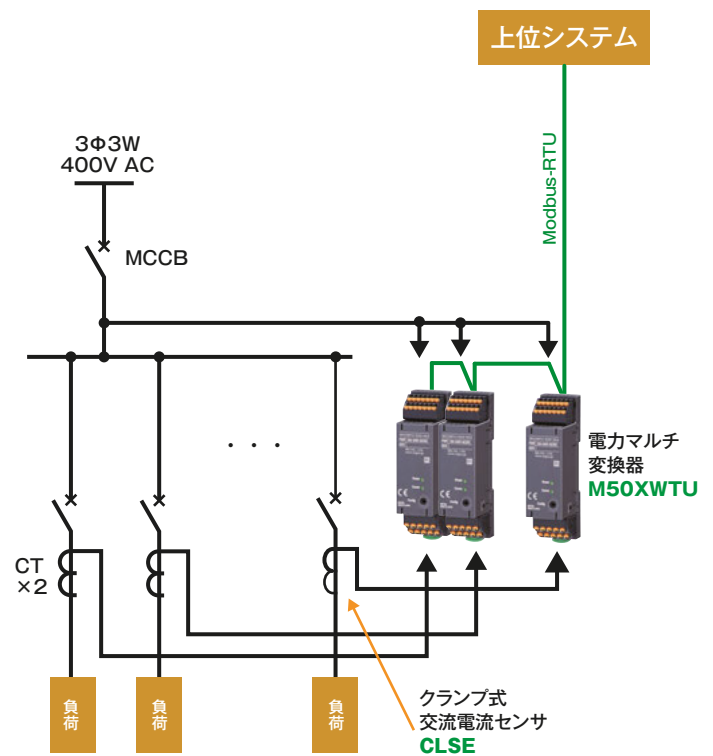 上位システム
Modbus-RTU
3Φ3W
400V AC
MCCB
・・・
電力マルチ
変換器
M50XWTU
CT
×2
負荷
負荷
負荷
クランプ式
交流電流センサ
CLSE